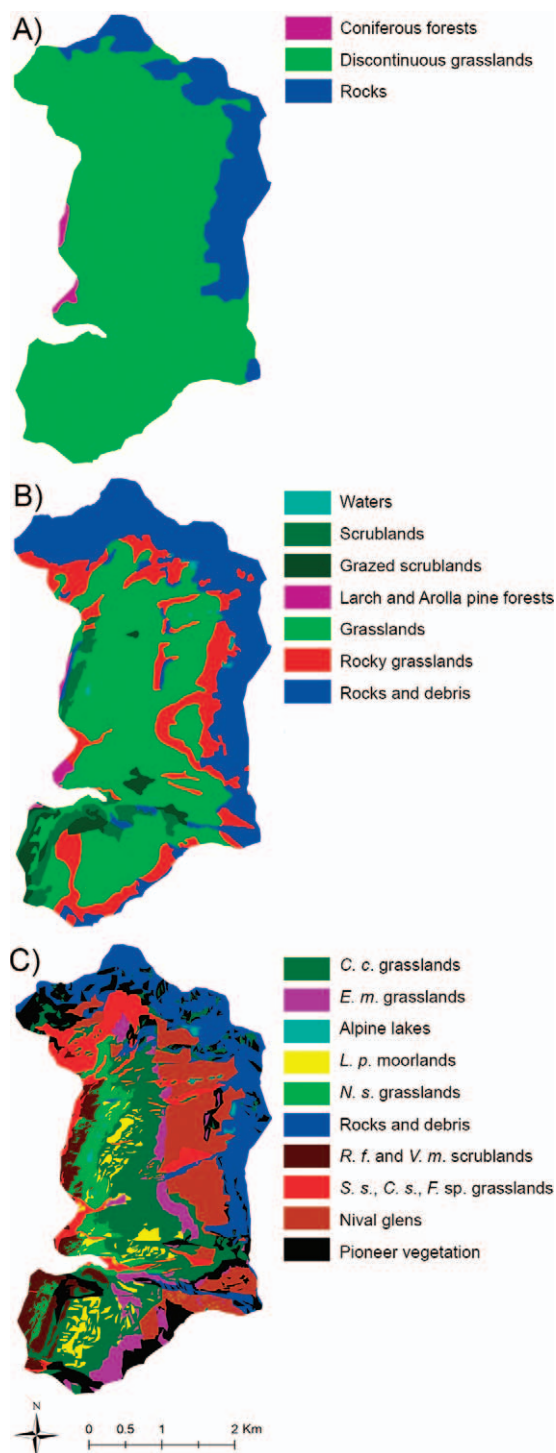 A)
Coniferous forests
Discontinuous grasslands
Rocks
B)
Waters
Scrublands
Grazed scrublands
Larch and Arolla pine forests
Grasslands
Rocky grasslands
Rocks and debris
C)
C. c. grasslands
E. m. grasslands
Alpine lakes
L. p. moorlands
N. s. grasslands
Rocks and debris
R. f. and V. m. scrublands
S. s., C. s., F. sp. grasslands
Nival glens
Pioneer vegetation
N
0 0.5 1 2 Km